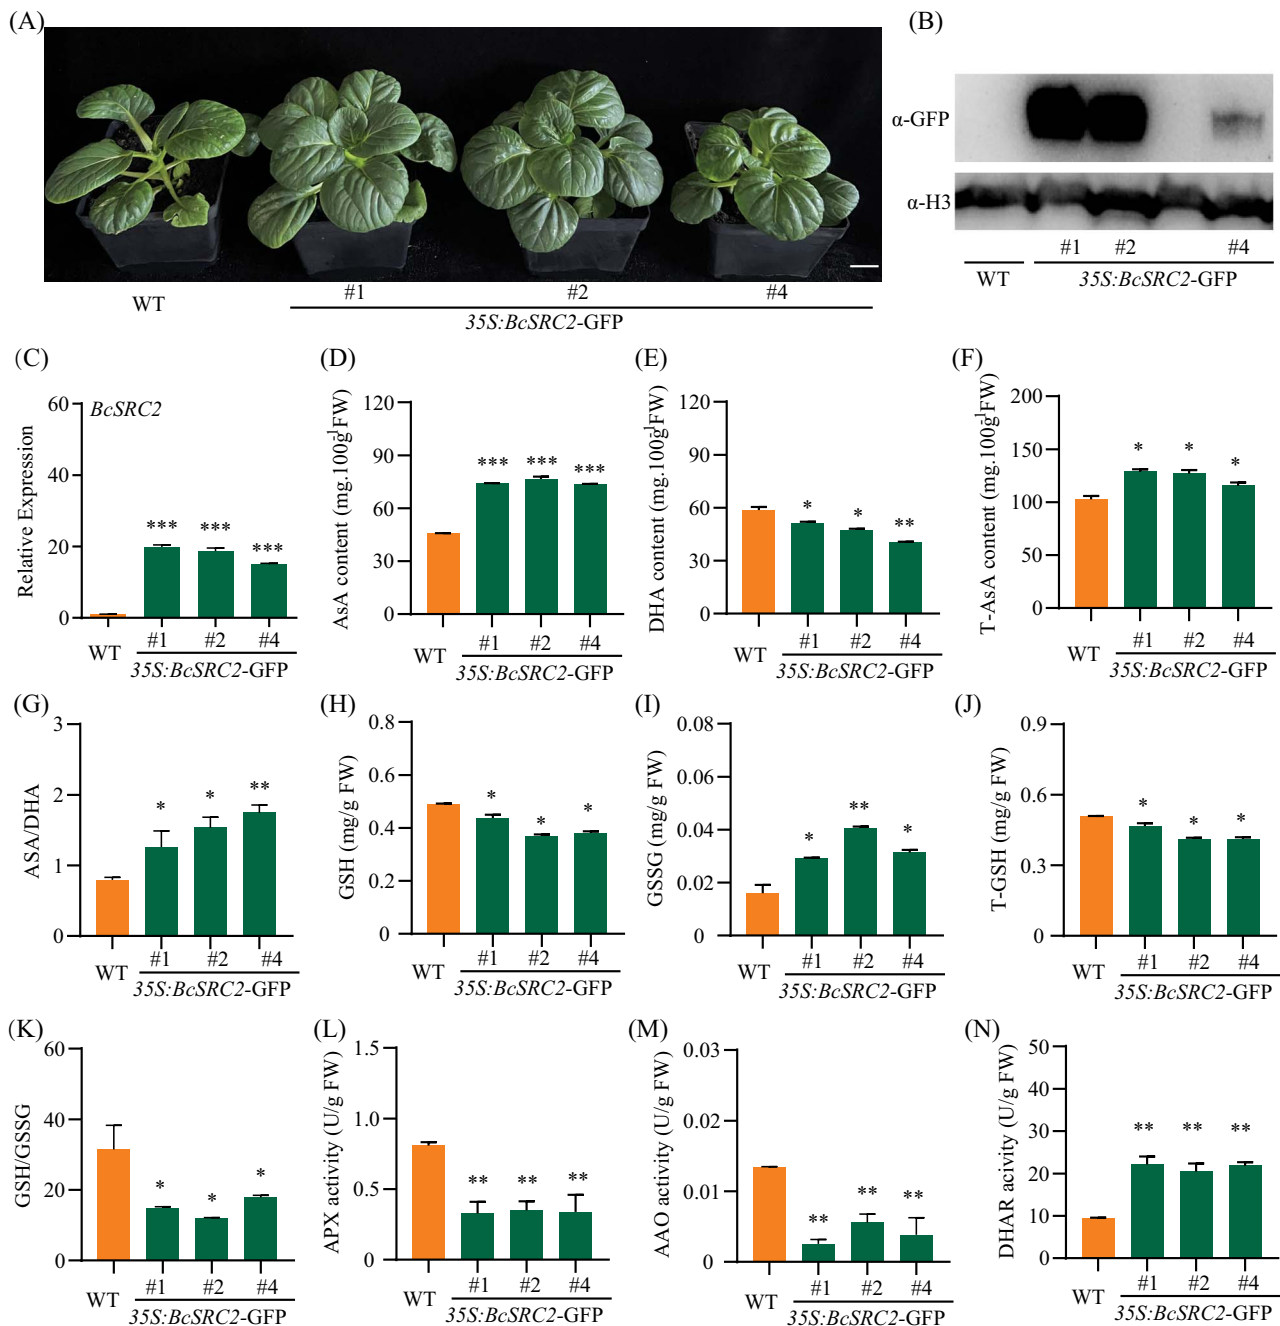 (A)
WT
#1
#2
#4
35S:BcSRC2-GFP
(B)
α-GFP
α-H3
#1
#2
#4
WT
35S:BcSRC2-GFP
(C)
BcSRC2
Relative Expression
60
40
20
0
***
***
***
WT
#1
#2
#4
35S:BcSRC2-GFP
(D)
AsA content (mg.100g¹FW)
120
90
60
30
0
***
***
***
WT
#1
#2
#4
35S:BcSRC2-GFP
(E)
DHA content (mg.100g¹FW)
120
90
60
30
0
*
*
**
WT
#1
#2
#4
35S:BcSRC2-GFP
(F)
T-AsA content (mg.100g¹FW)
200
150
100
50
0
*
*
*
WT
#1
#2
#4
35S:BcSRC2-GFP
(G)
ASA/DHA
3
2
1
0
*
*
**
WT
#1
#2
#4
35S:BcSRC2-GFP
(H)
GSH (mg/g FW)
0.8
0.6
0.4
0.2
0
*
*
*
WT
#1
#2
#4
35S:BcSRC2-GFP
(I)
GSSG (mg/g FW)
0.08
0.06
0.04
0.02
0
*
**
*
WT
#1
#2
#4
35S:BcSRC2-GFP
(J)
T-GSH (mg/g FW)
0.9
0.6
0.3
0
*
*
*
WT
#1
#2
#4
35S:BcSRC2-GFP
(K)
GSH/GSSG
60
40
20
0
*
*
*
WT
#1
#2
#4
35S:BcSRC2-GFP
(L)
APX activity (U/g FW)
1.5
1.0
0.5
0
**
**
**
WT
#1
#2
#4
35S:BcSRC2-GFP
(M)
AAO activity (U/g FW)
0.03
0.02
0.01
0
**
**
**
WT
#1
#2
#4
35S:BcSRC2-GFP
(N)
DHAR acivity (U/g FW)
50
40
30
20
10
0
**
**
**
WT
#1
#2
#4
35S:BcSRC2-GFP